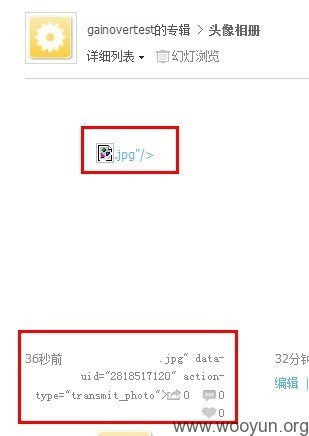 gainovertest的专辑 > 头像相册
详细列表 幻灯浏览
.jpg"/>
36秒前
.jpg" data-
uid="2818517120" action-
type="transmit_photo"> 0 0
0
32分钟
编辑 |
www.wooyun.org